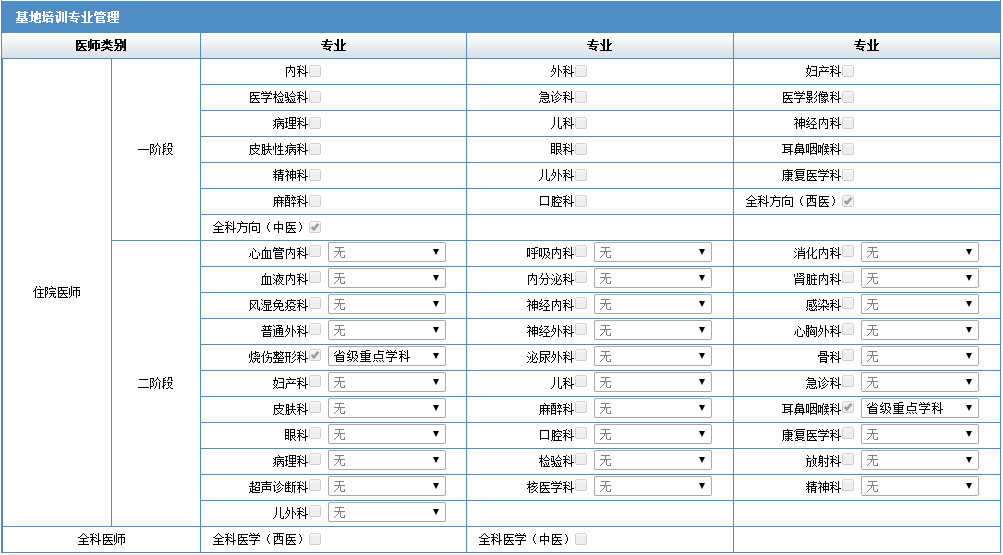 基地培训专业管理
医师类别 专业 专业 专业
内科 外科 妇产科
医学检验科 急诊科 医学影像科
病理科 儿科 神经内科
一阶段 皮肤性病科 眼科 耳鼻咽喉科
精神科 儿外科 康复医学科
麻醉科 口腔科 全科方向（西医）
全科方向（中医）
心血管内科 无 呼吸内科 无 消化内科 无
血液内科 无 内分泌科 无 肾脏内科 无
住院医师
风湿免疫科 无 神经内科 无 感染科 无
普通外科 无 神经外科 无 心胸外科 无
烧伤整形科 省级重点学科 泌尿外科 无 骨科 无
二阶段 妇产科 无 儿科 无 急诊科 无
皮肤科 无 麻醉科 无 耳鼻咽喉科 省级重点学科
眼科 无 口腔科 无 康复医学科 无
病理科 无 检验科 无 放射科 无
超声诊断科 无 核医学科 无 精神科 无
儿外科 无
全科医师 全科医学（西医） 全科医学（中医）